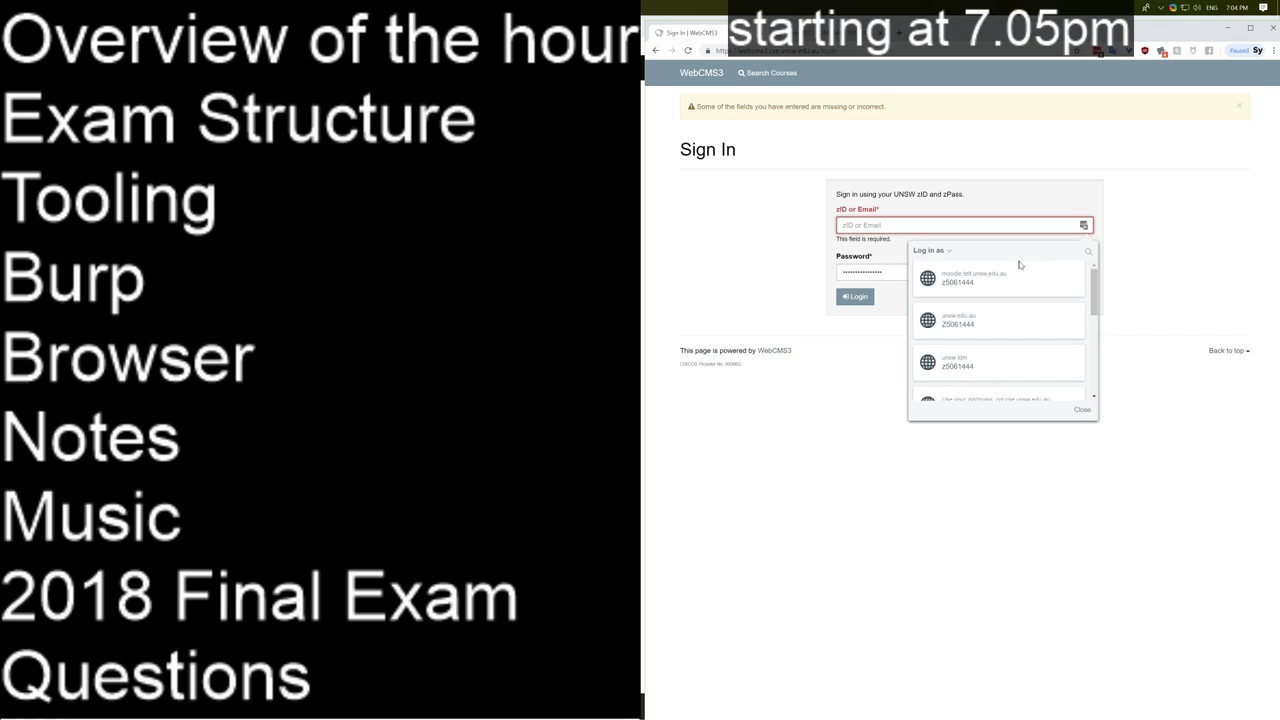 Overview of the hour
Exam Structure
Tooling
Burp
Browser
Notes
Music
2018 Final Exam
Questions
starting at 7.05pm
ENG 7:04 PM
Sign In | WebCMS3
Paused Sy
WebCMS3 Search Courses
Some of the fields you have entered are missing or incorrect.
Sign In
Sign in using your UNSW zID and zPass.
zID or Email*
zID or Email
This field is required.
Password*
Login
Log in as
moodle.telt.unsw.edu.au
z5061444
unsw.edu.au
Z5061444
unsw idm
z5061444
Close
This page is powered by WebCMS3
Back to top